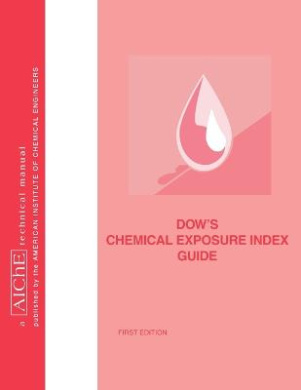 a AIChE technical manual
published by the AMERICAN INSTITUTE OF CHEMICAL ENGINEERS
DOW'S
CHEMICAL EXPOSURE INDEX
GUIDE
FIRST EDITION